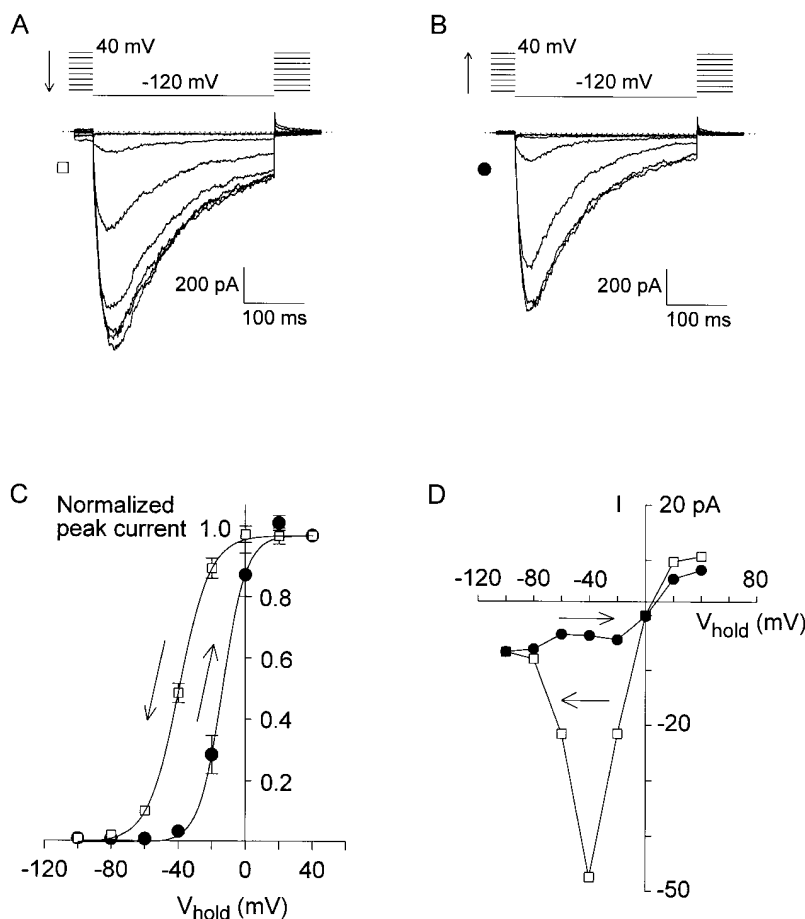 A
40 mV
-120 mV
200 pA
100 ms
B
40 mV
-120 mV
200 pA
100 ms
C
Normalized
peak current 1.0
0.8
0.6
0.4
0.2
-120 -80 -40 0 40
Vhold (mV)
D
I 20 pA
-120 -80 -40 80
Vhold (mV)
-20
-50